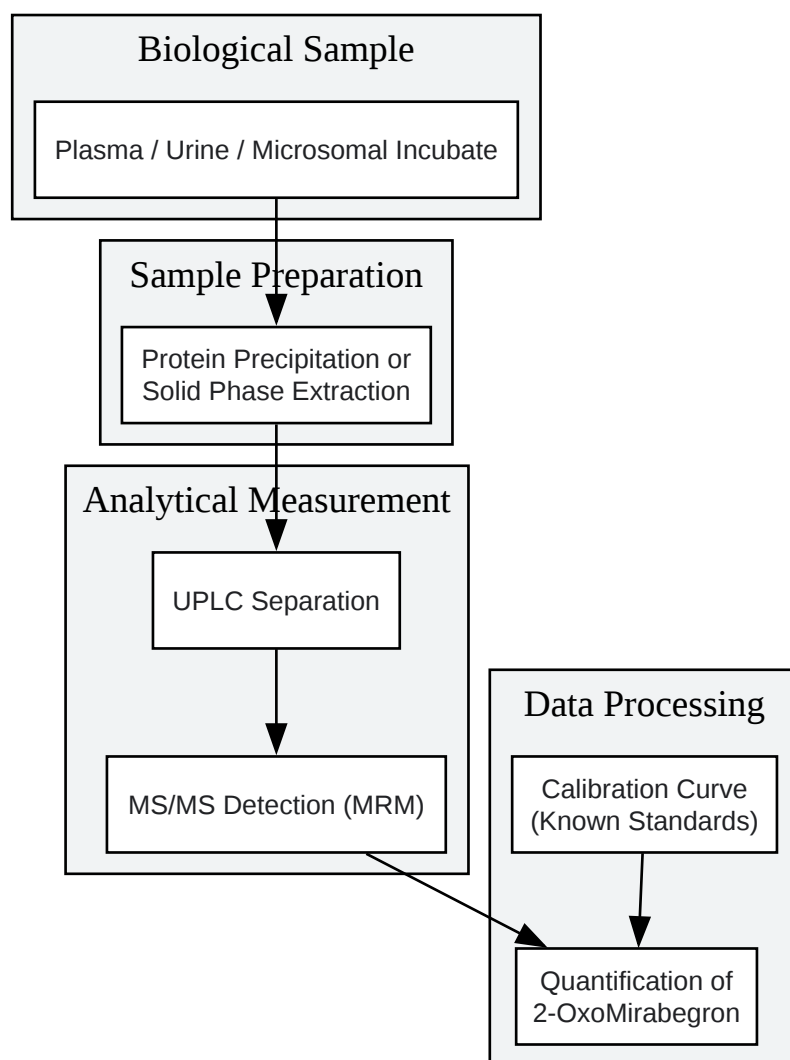 Biological Sample
Plasma / Urine / Microsomal Incubate
Sample Preparation
Protein Precipitation or
Solid Phase Extraction
Analytical Measurement
UPLC Separation
MS/MS Detection (MRM)
Data Processing
Calibration Curve
(Known Standards)
Quantification of
2-OxoMirabegron